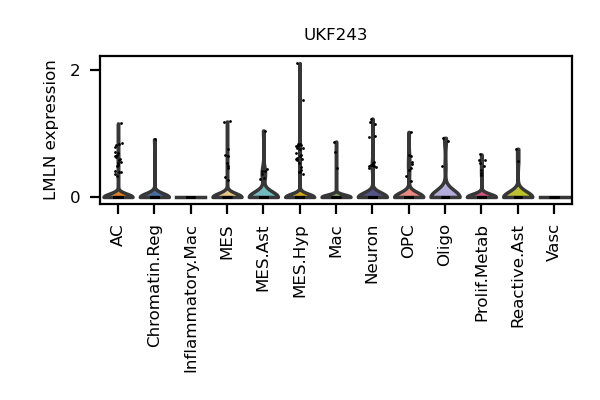 UKF243
LMLN expression
2
0
AC
Chromatin.Reg
Inflammatory.Mac
MES
MES.Ast
MES.Hyp
Mac
Neuron
OPC
Oligo
Prolif.Metab
Reactive.Ast
Vasc